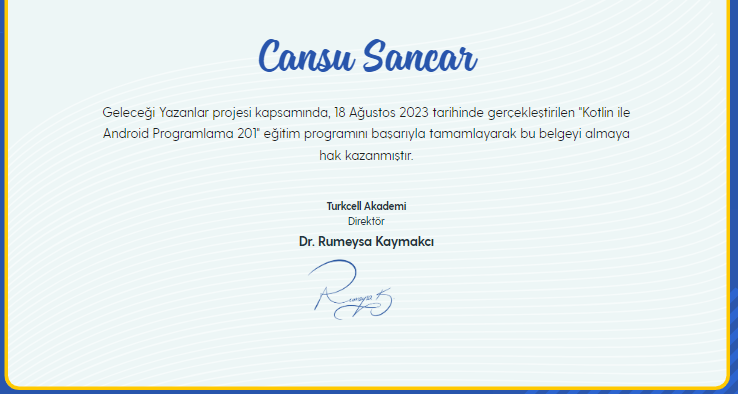 Cansu Sancar
Geleceği Yazanlar projesi kapsamında, 18 Ağustos 2023 tarihinde gerçekleştirilen "Kotlin ile
Android Programlama 201" eğitim programını başarıyla tamamlayarak bu belgeyi almaya
hak kazanmıştır.
Turkcell Akademi
Direktör
Dr. Rumeysa Kaymakcı
Rumeysa K